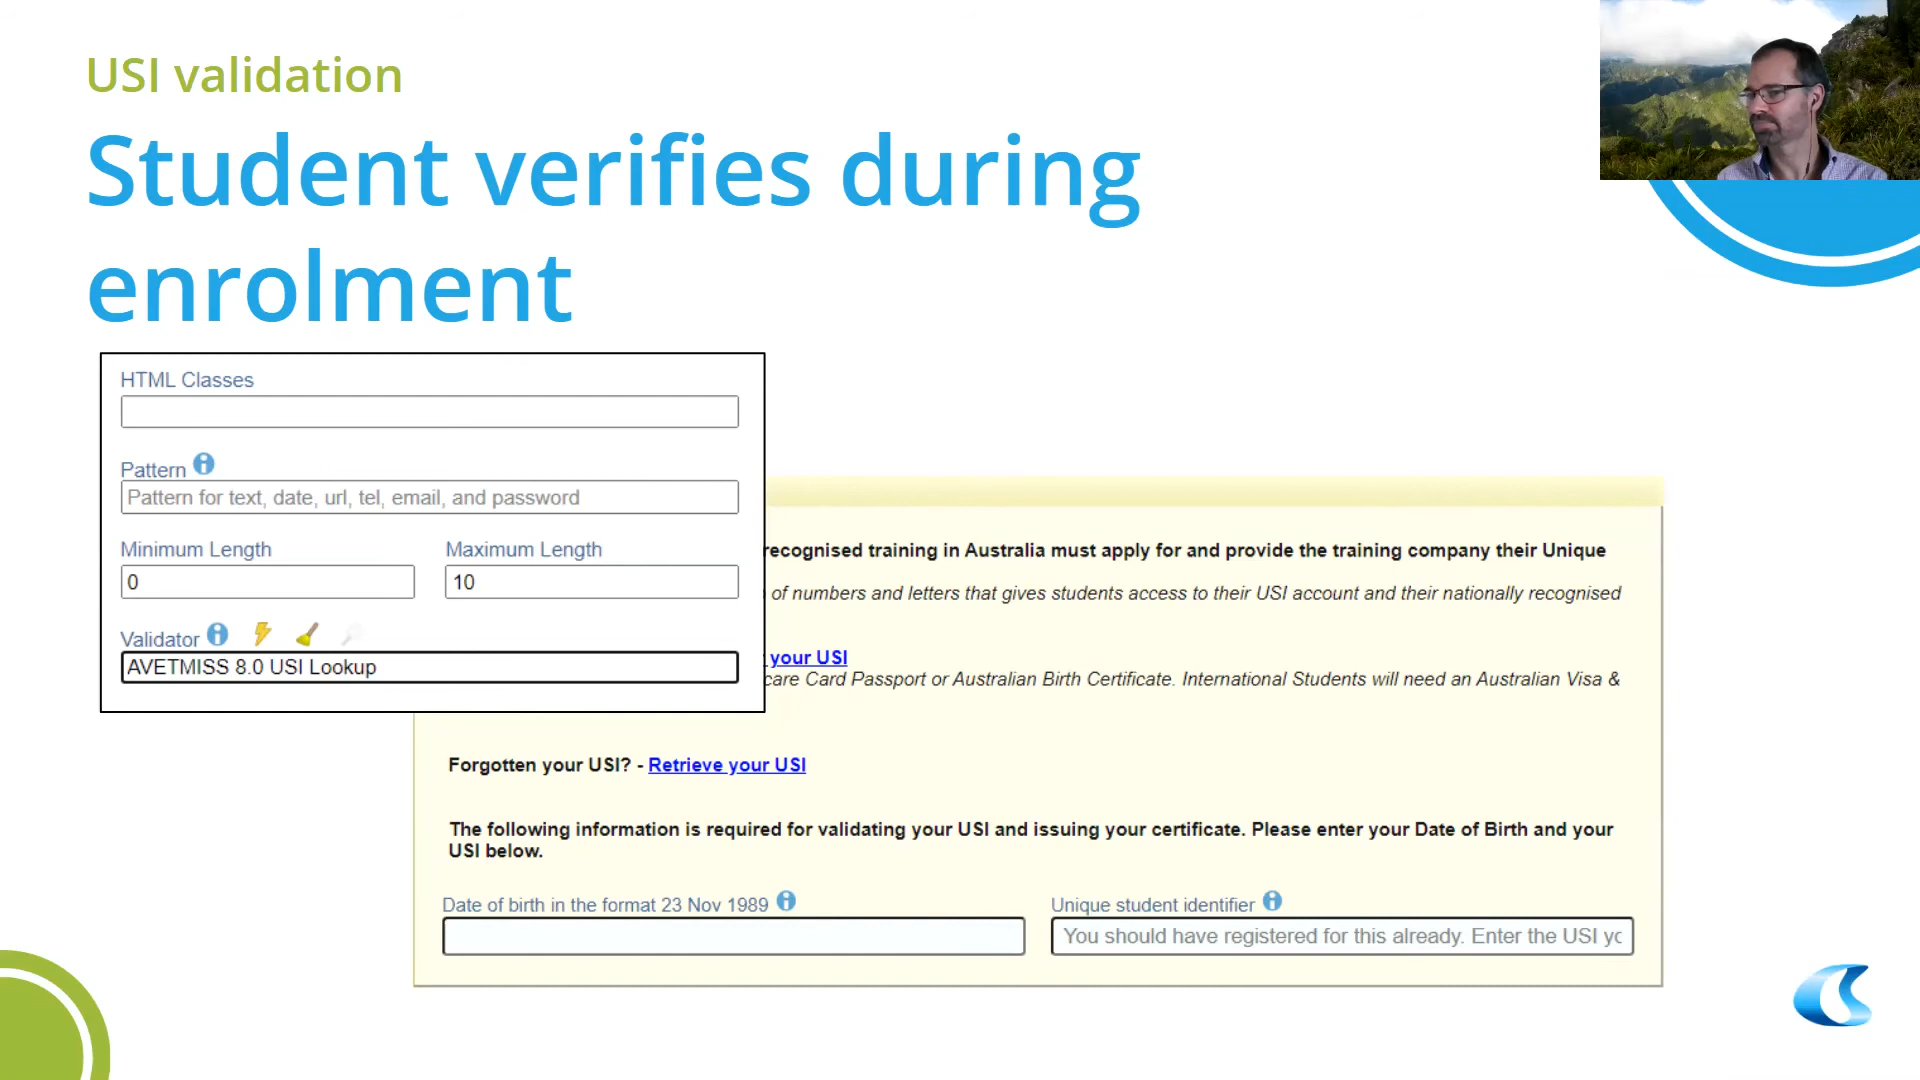 USI validation
Student verifies during
enrolment
HTML Classes
Pattern
Pattern for text, date, url, tel, email, and password
Minimum Length Maximum Length
0 10
Validator
AVETMISS 8.0 USI Lookup
recognised training in Australia must apply for and provide the training company their Unique
of numbers and letters that gives students access to their USI account and their nationally recognised
your USI
care Card Passport or Australian Birth Certificate. International Students will need an Australian Visa &
Forgotten your USI? - Retrieve your USI
The following information is required for validating your USI and issuing your certificate. Please enter your Date of Birth and your
USI below.
Date of birth in the format 23 Nov 1989 Unique student identifier
You should have registered for this already. Enter the USI yc